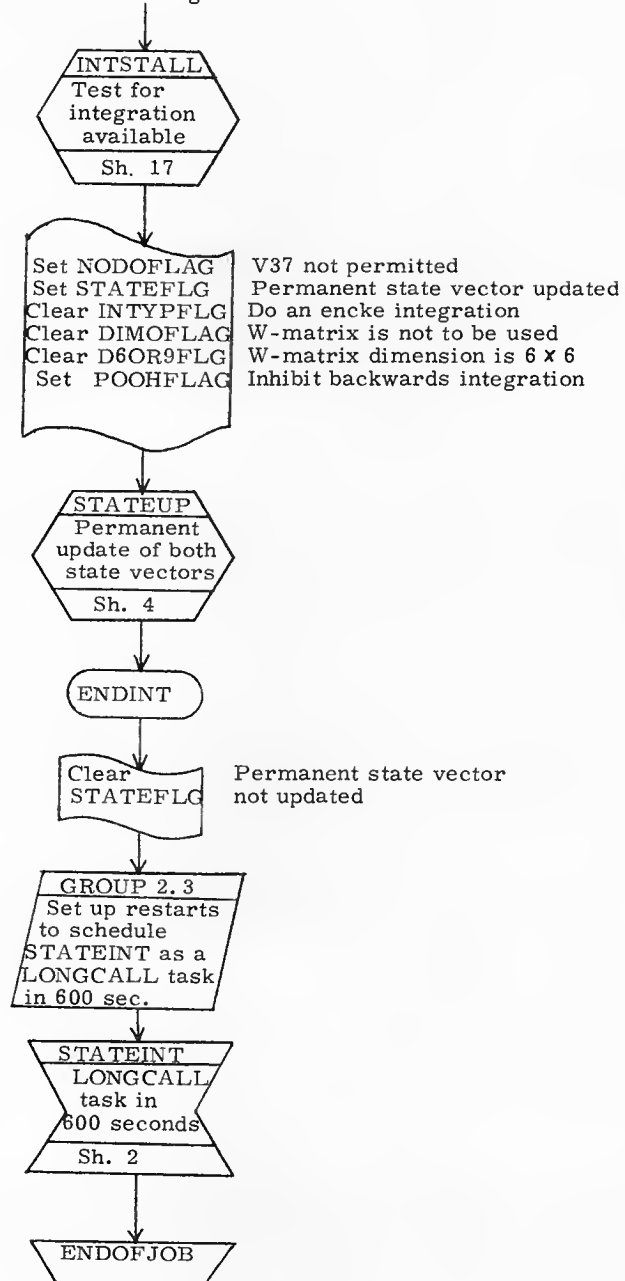 INTSTALL
Test for
integration
available
Sh. 17
Set NODOFLAG V37 not permitted
Set STATEFLG Permanent state vector updated
Clear INTYPFLG Do an encke integration
Clear DIMOFLAG W-matrix is not to be used
Clear D6OR9FLG W-matrix dimension is 6 x 6
Set POOHFLAG Inhibit backwards integration
STATEUP
Permanent
update of both
state vectors
Sh. 4
ENDINT
Clear Permanent state vector
STATEFLG not updated
GROUP 2.3
Set up restarts
to schedule
STATEINT as a
LONGCALL task
in 600 sec.
STATEINT
LONGCALL
task in
600 seconds
Sh. 2
ENDOFJOB